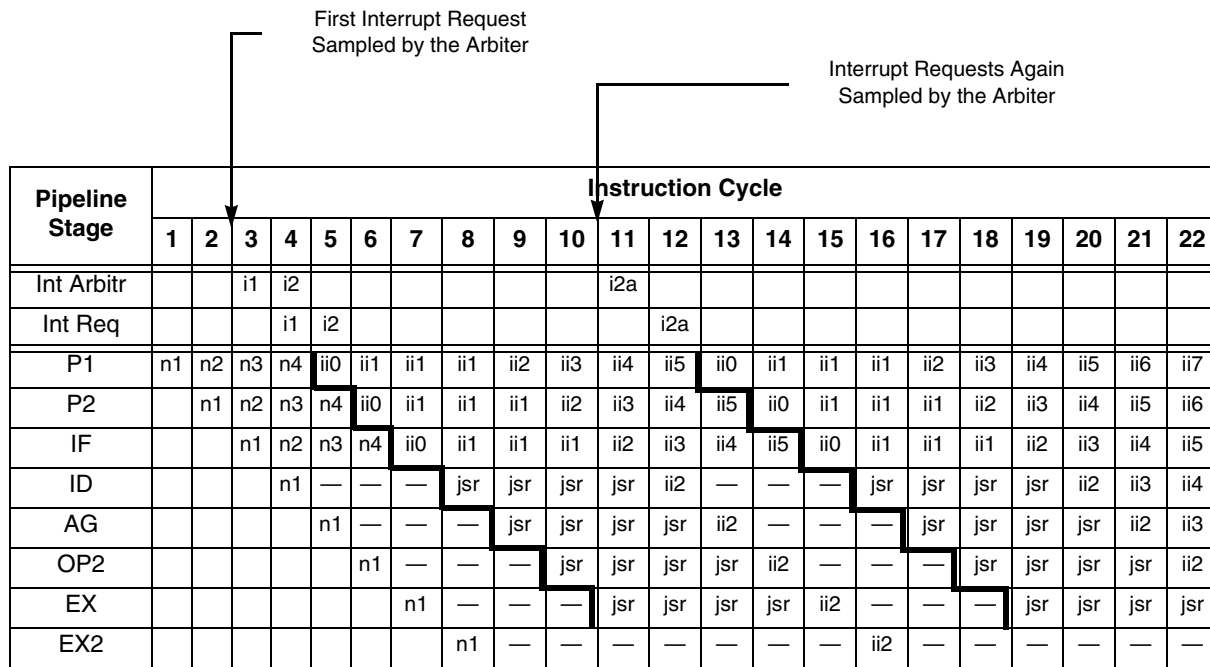 First Interrupt Request
Sampled by the Arbiter
Interrupt Requests Again
Sampled by the Arbiter
Pipeline Stage Instruction Cycle
1 2 3 4 5 6 7 8 9 10 11 12 13 14 15 16 17 18 19 20 21 22
Int Arbitr i1 i2 i2a
Int Req i1 i2 i2a
P1 n1 n2 n3 n4 ii0 ii1 ii1 ii1 ii2 ii3 ii4 ii5 ii0 ii1 ii1 ii1 ii2 ii3 ii4 ii5 ii6 ii7
P2 n1 n2 n3 n4 ii0 ii1 ii1 ii1 ii2 ii3 ii4 ii5 ii0 ii1 ii1 ii1 ii2 ii3 ii4 ii5 ii6
IF n1 n2 n3 n4 ii0 ii1 ii1 ii1 ii2 ii3 ii4 ii5 ii0 ii1 ii1 ii1 ii2 ii3 ii4 ii5
ID n1 — — — jsr jsr jsr jsr ii2 — — — jsr jsr jsr jsr ii2 ii3 ii4
AG n1 — — — jsr jsr jsr jsr ii2 — — — jsr jsr jsr jsr ii2 ii3
OP2 n1 — — — jsr jsr jsr jsr ii2 — — — jsr jsr jsr jsr ii2
EX n1 — — — jsr jsr jsr jsr ii2 — — — jsr jsr jsr jsr
EX2 n1 — — — — — — — ii2 — — — — — —